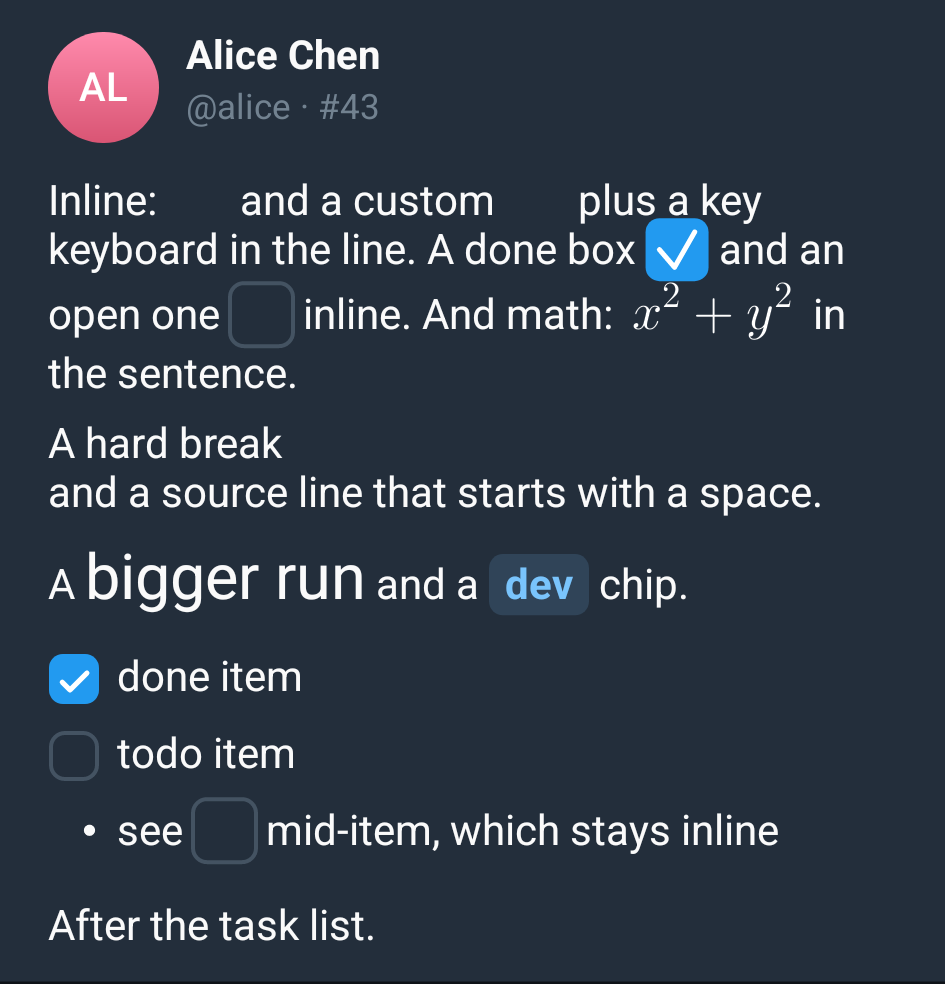 AL
Alice Chen
@alice · #43
Inline: and a custom plus a key
keyboard in the line. A done box ✓ and an
open one ☐ inline. And math: x² + y² in
the sentence.
A hard break
and a source line that starts with a space.
A bigger run and a dev chip.
✓ done item
☐ todo item
• see ☐ mid-item, which stays inline
After the task list.